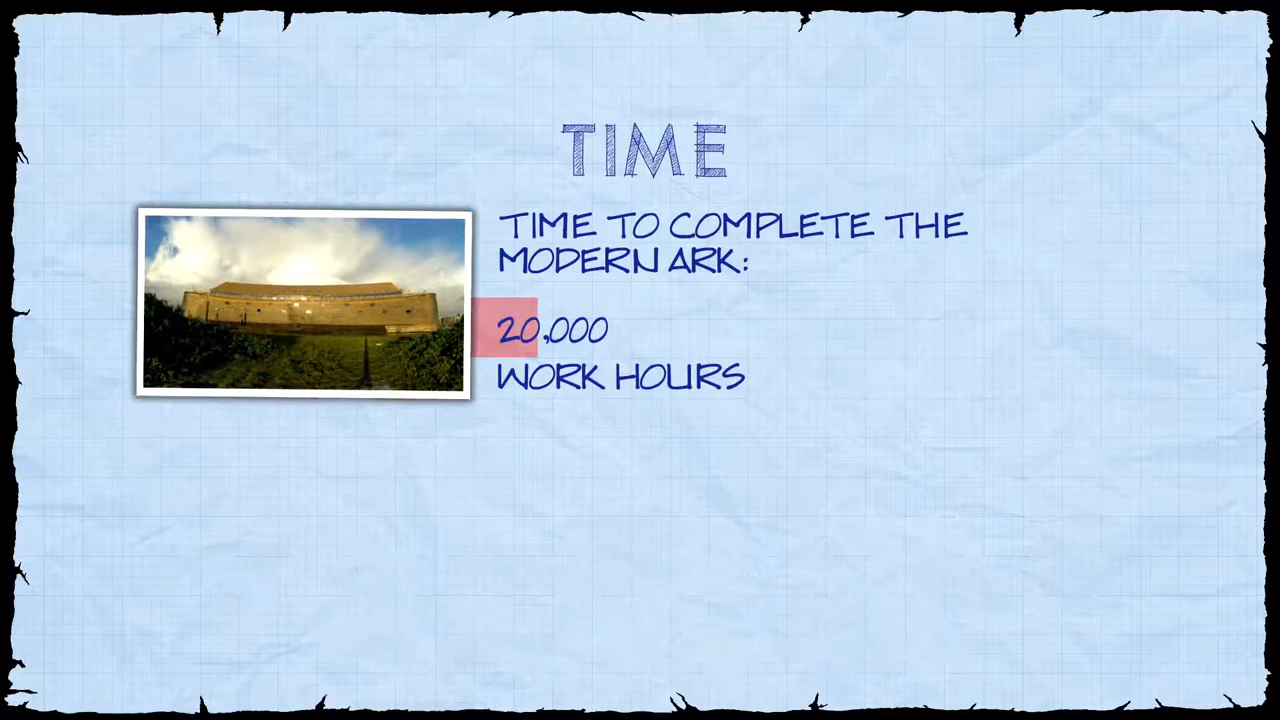 TIME
TIME TO COMPLETE THE
MODERN ARK:
20,000
WORK HOURS